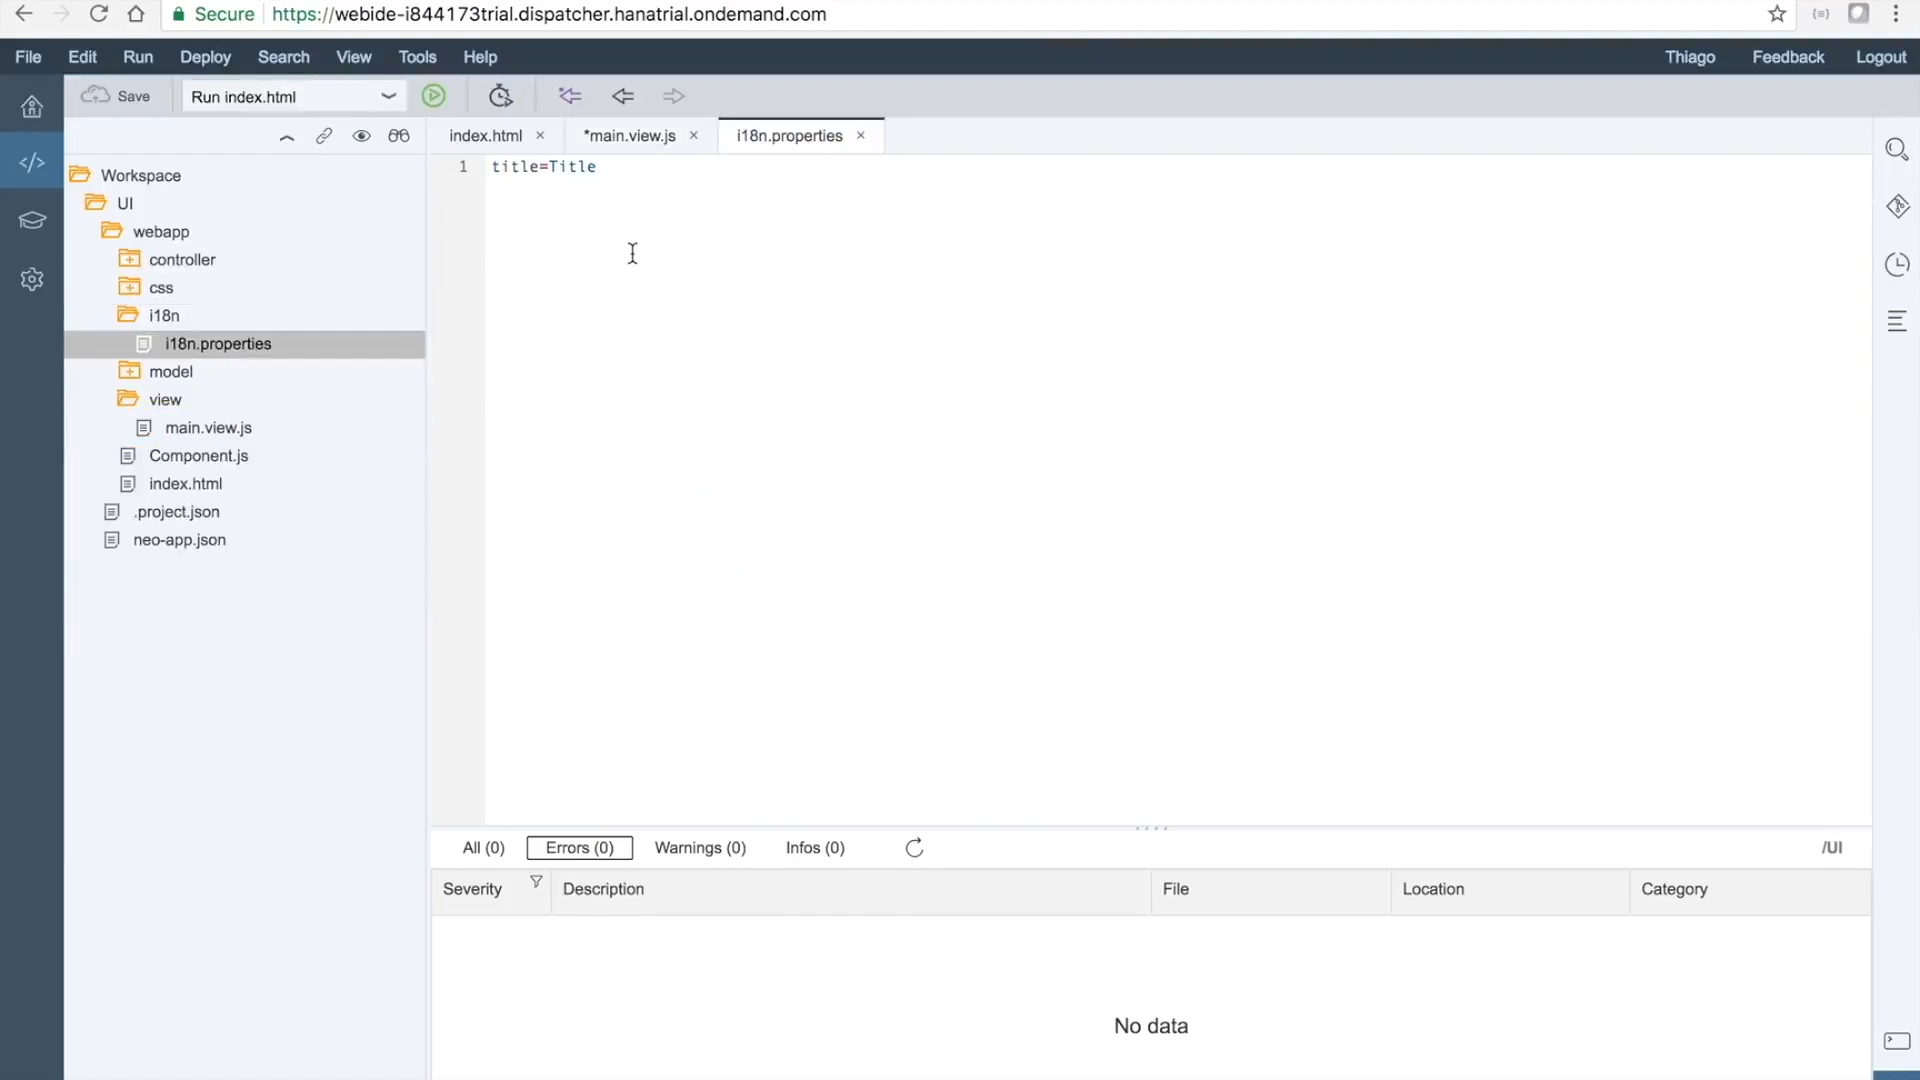 Secure https://webide-i844173trial.dispatcher.hanatrial.ondemand.com
File Edit Run Deploy Search View Tools Help Thiago Feedback Logout
Save Run index.html
index.html × *main.view.js × i18n.properties ×
1 title=Title
Workspace
UI
webapp
controller
css
i18n
i18n.properties
model
view
main.view.js
Component.js
index.html
.project.json
neo-app.json
All (0) Errors (0) Warnings (0) Infos (0) /UI
Severity Description File Location Category
No data